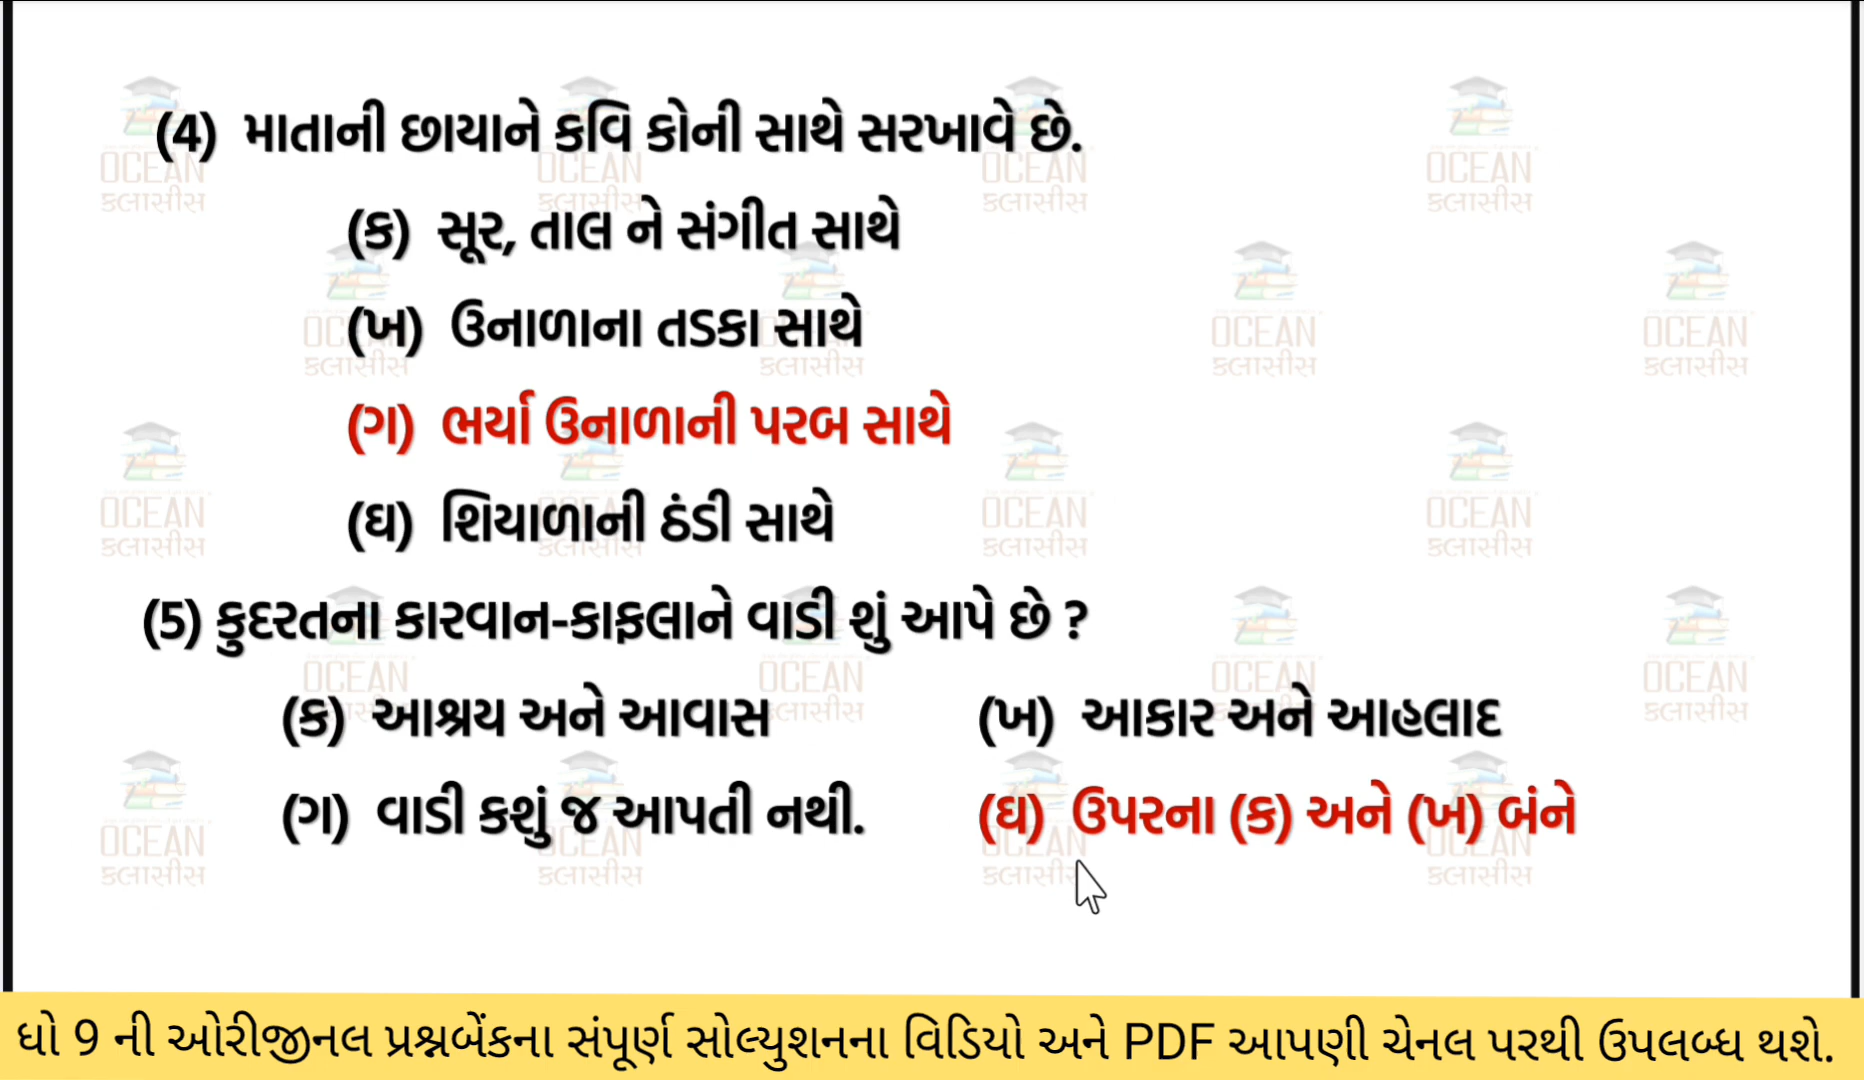 (4) માતાની છાયાને કવિ કોની સાથે સરખાવે છે.
(ક) સૂર, તાલ ને સંગીત સાથે
(ખ) ઉનાળાના તડકા સાથે
(ગ) ભર્યા ઉનાળાની પરબ સાથે
(ઘ) શિયાળાની ઠંડી સાથે
(5) કુદરતના કારવાન-કાફલાને વાડી શું આપે છે ?
(ક) આશ્રય અને આવાસ (ખ) આકાર અને આહલાદ
(ગ) વાડી કશું જ આપતી નથી. (ઘ) ઉપરના (ક) અને (ખ) બંને
ધો 9 ની ઓરીજીનલ પ્રશ્નબેંકના સંપૂર્ણ સોલ્યુશનના વિડિયો અને PDF આપણી ચેનલ પરથી ઉપલબ્ધ થશે.
OCEAN
ક્લાસીસ